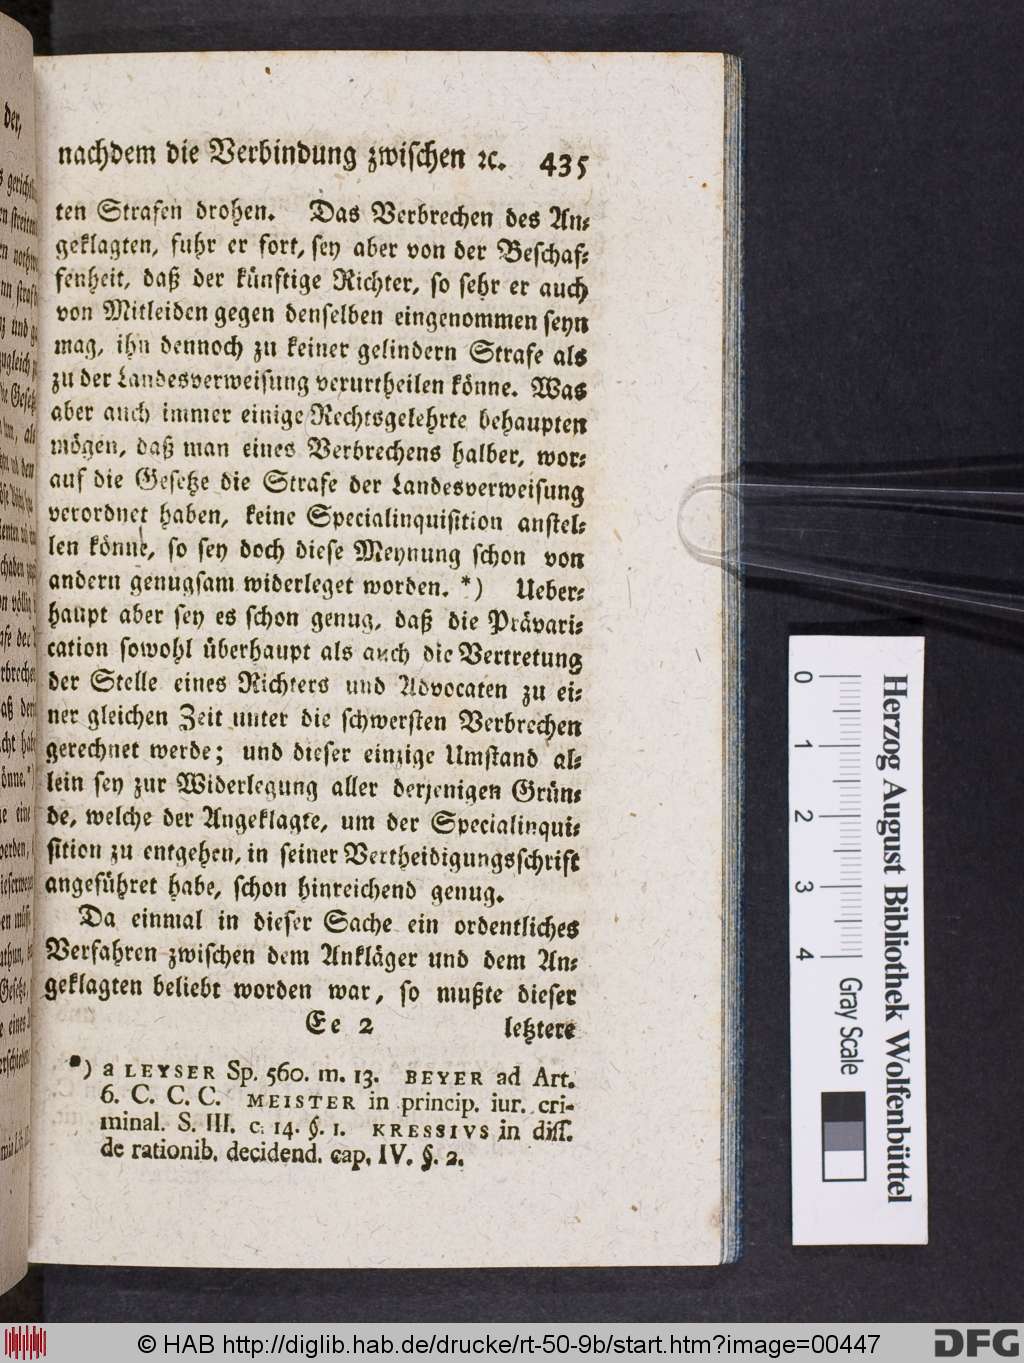 nachdem die Verbindung zwischen ꝛc. 435
ten Strafen drohen. Das Verbrechen des An⸗
geklagten, fuhr er fort, sey aber von der Beschaf⸗
fenheit, daß der künftige Richter, so sehr er auch
von Mitleiden gegen denselben eingenommen seyn
mag, ihn dennoch zu keiner gelindern Strafe als
zu der Landesverweisung verurtheilen könne. Was
aber auch immer einige Rechtsgelehrte behaupten
mögen, daß man eines Verbrechens halber, wor⸗
auf die Gesetze die Strafe der Landesverweisung
verordnet haben, keine Specialinquisition anstel⸗
len könne, so sey doch diese Meynung schon von
andern genugsam widerleget worden. *) Ueber⸗
haupt aber sey es schon genug, daß die Prävari⸗
cation sowohl überhaupt als auch die Vertretung
der Stelle eines Richters und Advocaten zu ei⸗
ner gleichen Zeit unter die schwersten Verbrechen
gerechnet werde; und dieser einzige Umstand al⸗
lein sey zur Widerlegung aller derjenigen Grün⸗
de, welche der Angeklagte, um der Specialinqui⸗
sition zu entgehen, in seiner Vertheidigungsschrift
angeführet habe, schon hinreichend genug.
Da einmal in dieser Sache ein ordentliches
Verfahren zwischen dem Ankläger und dem An⸗
geklagten beliebt worden war, so mußte dieser
Ee 2 letztere
*) a LEYSER Sp. 560. m. 13. BEYER ad Art.
6. C. C. C. MEISTER in princip. iur. cri-
minal. S. III. c. 14. §. 1. KRESSIVS in diss.
de rationib. decidend. cap. IV. §. 2.
0 1 2 3 4
Gray Scale
Herzog August Bibliothek Wolfenbüttel
© HAB http://diglib.hab.de/drucke/rt-50-9b/start.htm?image=00447
DFG